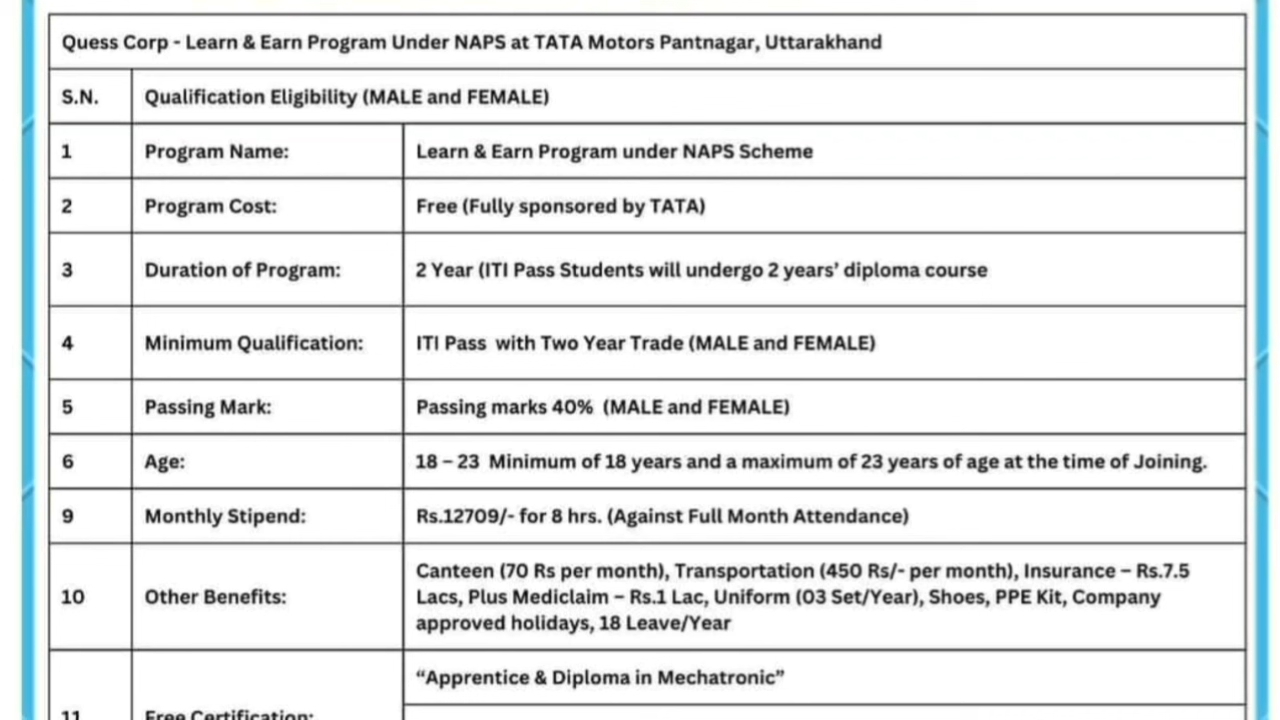 Quess Corp - Learn & Earn Program Under NAPS at TATA Motors Pantnagar, Uttarakhand
S.N. Qualification Eligibility (MALE and FEMALE)
1 Program Name: Learn & Earn Program under NAPS Scheme
2 Program Cost: Free (Fully sponsored by TATA)
3 Duration of Program: 2 Year (ITI Pass Students will undergo 2 years’ diploma course
4 Minimum Qualification: ITI Pass with Two Year Trade (MALE and FEMALE)
5 Passing Mark: Passing marks 40% (MALE and FEMALE)
6 Age: 18 – 23 Minimum of 18 years and a maximum of 23 years of age at the time of Joining.
9 Monthly Stipend: Rs.12709/- for 8 hrs. (Against Full Month Attendance)
10 Other Benefits: Canteen (70 Rs per month), Transportation (450 Rs/- per month), Insurance – Rs.7.5
Lacs, Plus Mediclaim – Rs.1 Lac, Uniform (03 Set/Year), Shoes, PPE Kit, Company
approved holidays, 18 Leave/Year
“Apprentice & Diploma in Mechatronic”
11 Free Certification: